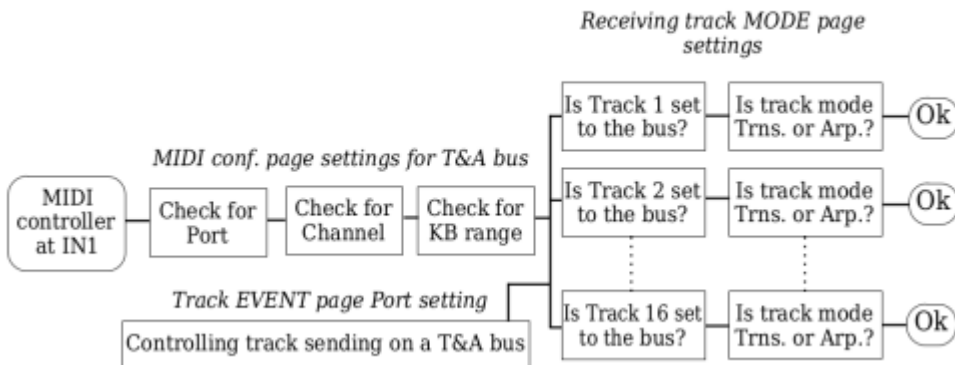 Receiving track MODE page
settings
Is Track 1 set
to the bus?
Is track mode
Trns. or Arp.?
Ok
MIDI conf. page settings for T&A bus
MIDI
controller
at IN1
Check for
Port
Check for
Channel
Check for
KB range
Is Track 2 set
to the bus?
Is track mode
Trns. or Arp.?
Ok
Track EVENT page Port setting
Controlling track sending on a T&A bus
Is Track 16 set
to the bus?
Is track mode
Trns. or Arp.?
Ok